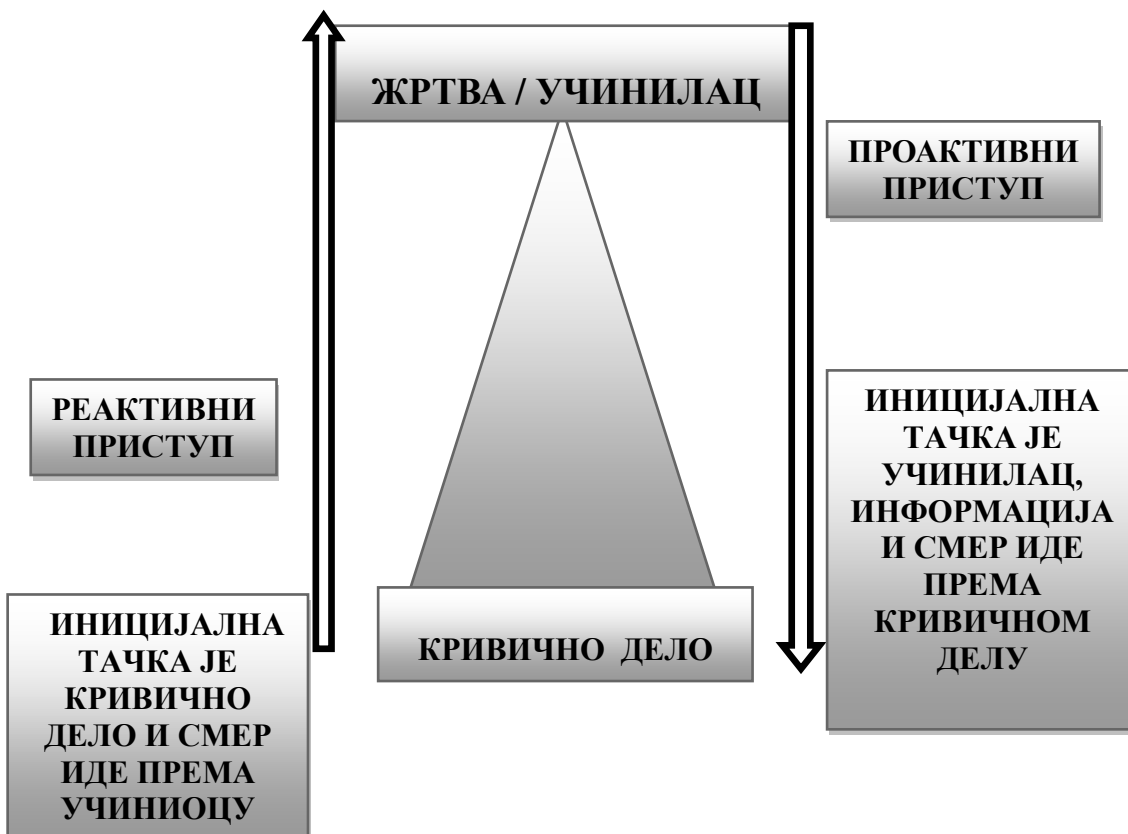 ЖРТВА / УЧИНИЛАЦ
ПРОАКТИВНИ
ПРИСТУП
РЕАКТИВНИ
ПРИСТУП
ИНИЦИЈАЛНА
ТАЧКА ЈЕ
УЧИНИЛАЦ,
ИНФОРМАЦИЈА
И СМЕР ИДЕ
ПРЕМА
КРИВИЧНОМ
ДЕЛУ
ИНИЦИЈАЛНА
ТАЧКА ЈЕ
КРИВИЧНО
ДЕЛО И СМЕР
ИДЕ ПРЕМА
УЧИНИОЦУ
КРИВИЧНО ДЕЛО